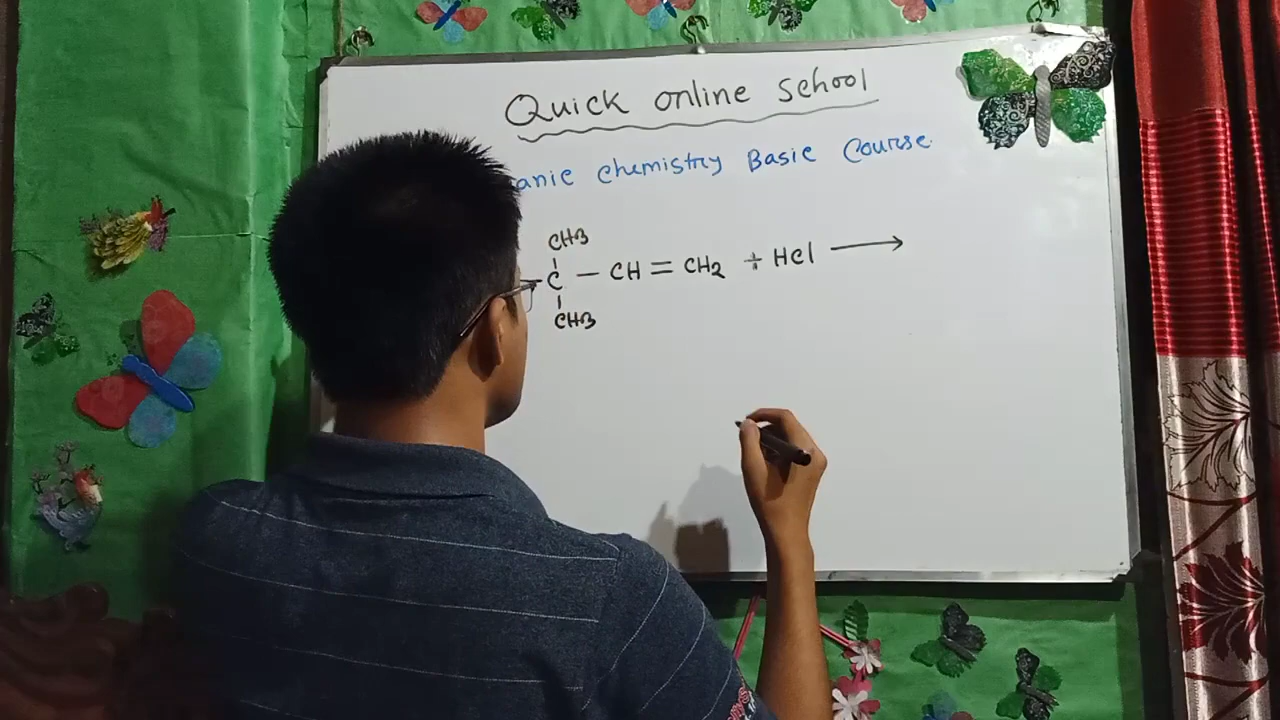 Quick online school
anic chemistry Basic Course
CH3
C — CH = CH2 + HCl ⟶
CH3